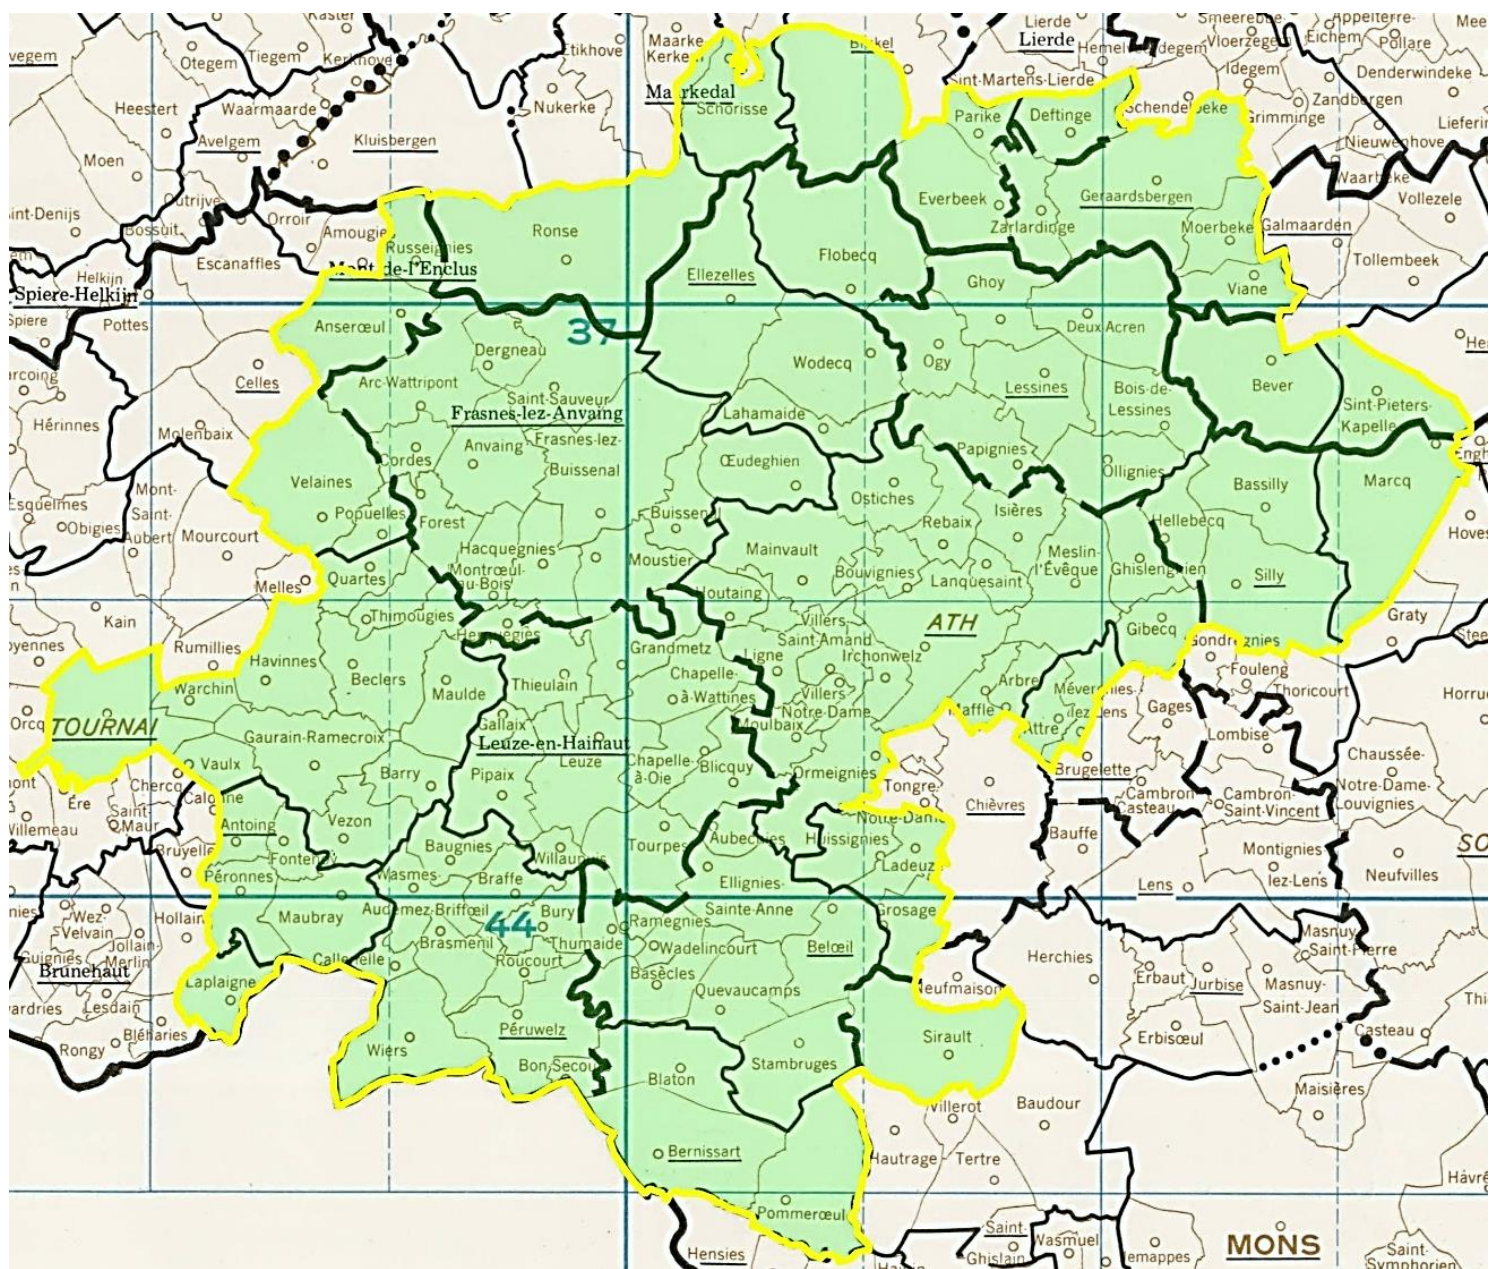 Kaster
Maarke
Kerkem
Etikhove
Lierde
Lierde
Smeerebbe-
Vloerzegem
Appelterre-
Eichem
Pollare
Mee
vegem
Otegem
Tiegem
Kerkhove
Hemelveerdegem
Idegem
Denderwindeke
Sint-Martens-Lierde
Heestert
Waarmaarde
Nukerke
Maarkedal
Schorisse
Parike
Deftinge
Schendelbeke
Grimminge
Zandbergen
Avelgem
Kluisbergen
Nieuwenhove
Moen
Waarbeke
Outrijve
Everbeek
Geraardsbergen
Vollezele
Sint-Denijs
Bossuit
Orroir
Amougies
Russeignies
Ronse
Zarlardinge
Moerbeke
Galmaarden
Escanaffles
Mont-de-l'Enclus
Flobecq
Tollembeek
Helkijn
Spiere-Helkijn
Ellezelles
Ghoy
Viane
Spiere
Pottes
Anserœul
37
Deux Acren
Dergneau
Wodecq
Ogy
Celles
Arc-Wattripont
Saint-Sauveur
Lessines
Bois-de-
Lessines
Bever
Sint-Pieters-
Kapelle
Hérinnes
Molenbaix
Frasnes-lez-Anvaing
Lahamaide
Anvaing
Frasnes-lez-
Buissenal
Papignies
Cordes
Œudeghien
Ollignies
Velaines
Mont-
Saint-
Aubert
Ostiches
Bassilly
Marcq
Esquelmes
Obigies
Popuelles
Forest
Buissenal
Rebaix
Isières
Hellebecq
Hoves
Mourcourt
Hacquegnies
Moustier
Mainvault
Meslin-
l'Évêque
Ghislenghien
Silly
Melles
Quartes
Montrœul-
au-Bois
Bouvignies
Lanquesaint
Houtaing
Kain
Thimougies
Herquegies
Villers-
Saint-Amand
ATH
Gibecq
Gondregnies
Graty
Rumillies
Havinnes
Grandmetz
Ligne
Irchonwelz
Fouleng
Beclers
Maulde
Thieulain
Chapelle-
à-Wattines
Villers-
Notre-Dame
Arbre
Mévergnies-
lez-Lens
Thoricourt
Warchin
Orcq
TOURNAI
Gallaix
Moulbaix
Maffle
Attre
Gages
Gaurain-Ramecroix
Leuze-en-Hainaut
Leuze
Lombise
Chaussée-
Notre-Dame-
Louvignies
Vaulx
Barry
Pipaix
Chapelle-
à-Oie
Blicquy
Ormeignies
Brugelette
Chercq
Calonne
Tongre-
Notre-Dame
Chièvres
Cambron-
Casteau
Cambron-
Saint-Vincent
Ère
Saint-
Maur
Willemeau
Antoing
Vezon
Aubechies
Huissignies
Bauffe
Bruyelle
Fontenoy
Baugnies
Willaupuis
Tourpes
Ladeuze
Montignies-
lez-Lens
Péronnes
Wasmes-
Audemez-Briffœil
Braffe
Ellignies-
Sainte-Anne
Lens
Neufvilles
Wez-
Velvain
Hollain
Maubray
44
Bury
Ramegnies
Grosage
Masnuy-
Saint-Pierre
Guignies
Jollain-
Merlin
Brasmenil
Thumaide
Wadelincourt
Belœil
Herchies
Brunehaut
Callenelle
Roucourt
Basècles
Erbaut
Jurbise
Masnuy-
Saint-Jean
Lesdain
Laplaigne
Quevaucamps
Neufmaison
Bléharies
Péruwelz
Rongy
Wiers
Sirault
Erbisœul
Casteau
Bon-Secours
Blaton
Stambruges
Maisières
Villerot
Baudour
Bernissart
Hautrage
Tertre
Havré
Pommerœul
Hensies
Saint-
Ghislain
Wasmuel
Jemappes
MONS
Saint-
Symphorien